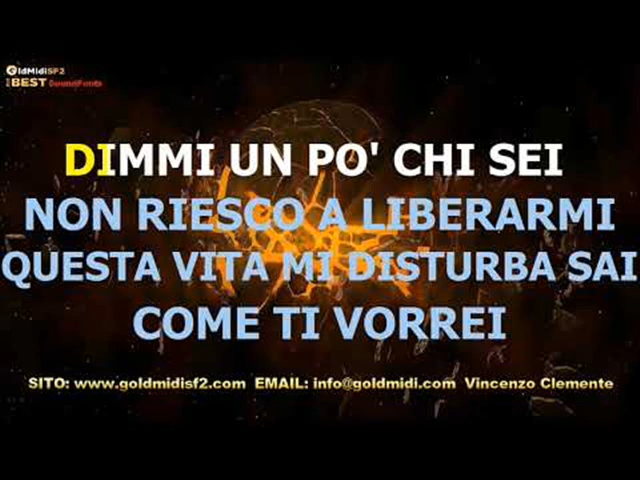 GoldMidiSF2
THE BEST SoundFonts
DIMMI UN PO' CHI SEI
NON RIESCO A LIBERARMI
QUESTA VITA MI DISTURBA SAI
COME TI VORREI
SITO: www.goldmidisf2.com EMAIL: info@goldmidi.com Vincenzo Clemente